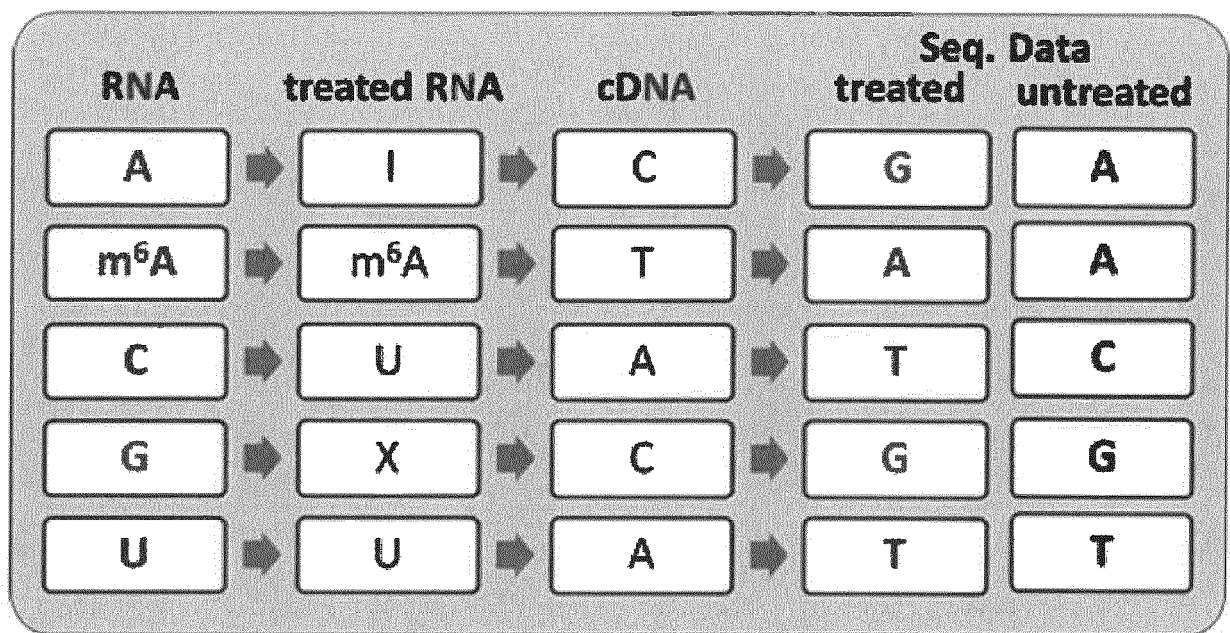 Seq. Data
RNA treated RNA cDNA treated untreated
A I C G A
m⁶A m⁶A T A A
C U A T C
G X C G G
U U A T T